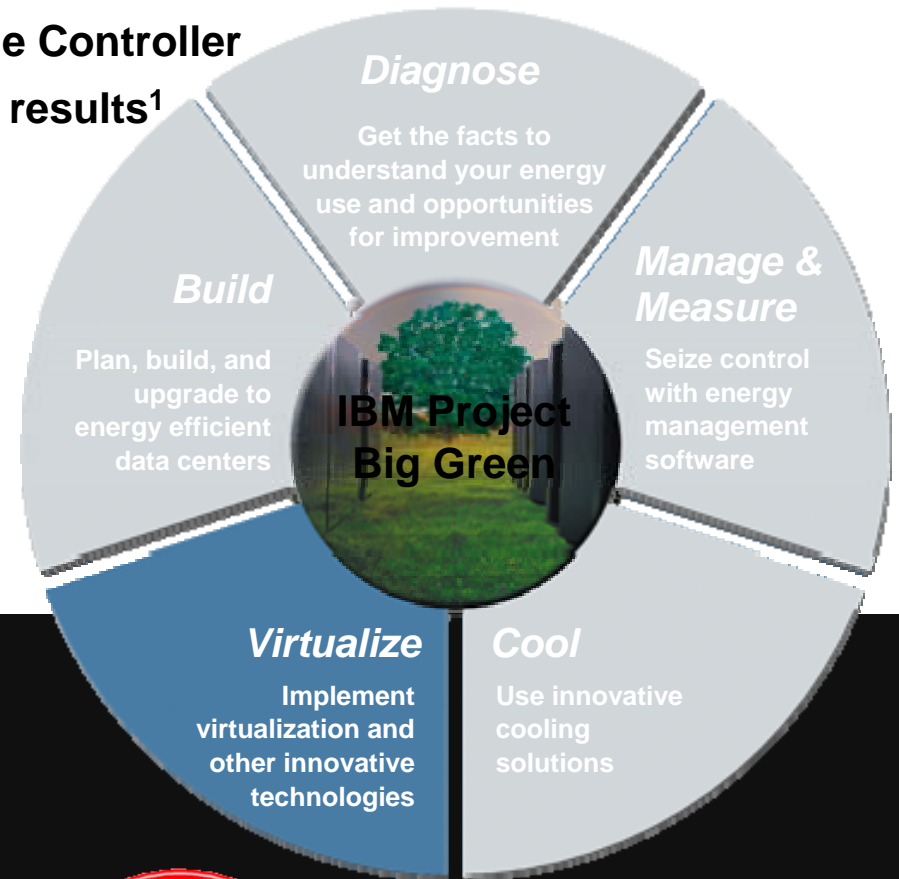 e Controller
results¹
Diagnose
Get the facts to
understand your energy
use and opportunities
for improvement
Manage &
Measure
Seize control
with energy
management
software
Build
Plan, build, and
upgrade to
energy efficient
data centers
IBM Project
Big Green
Virtualize
Implement
virtualization and
other innovative
technologies
Cool
Use innovative
cooling
solutions